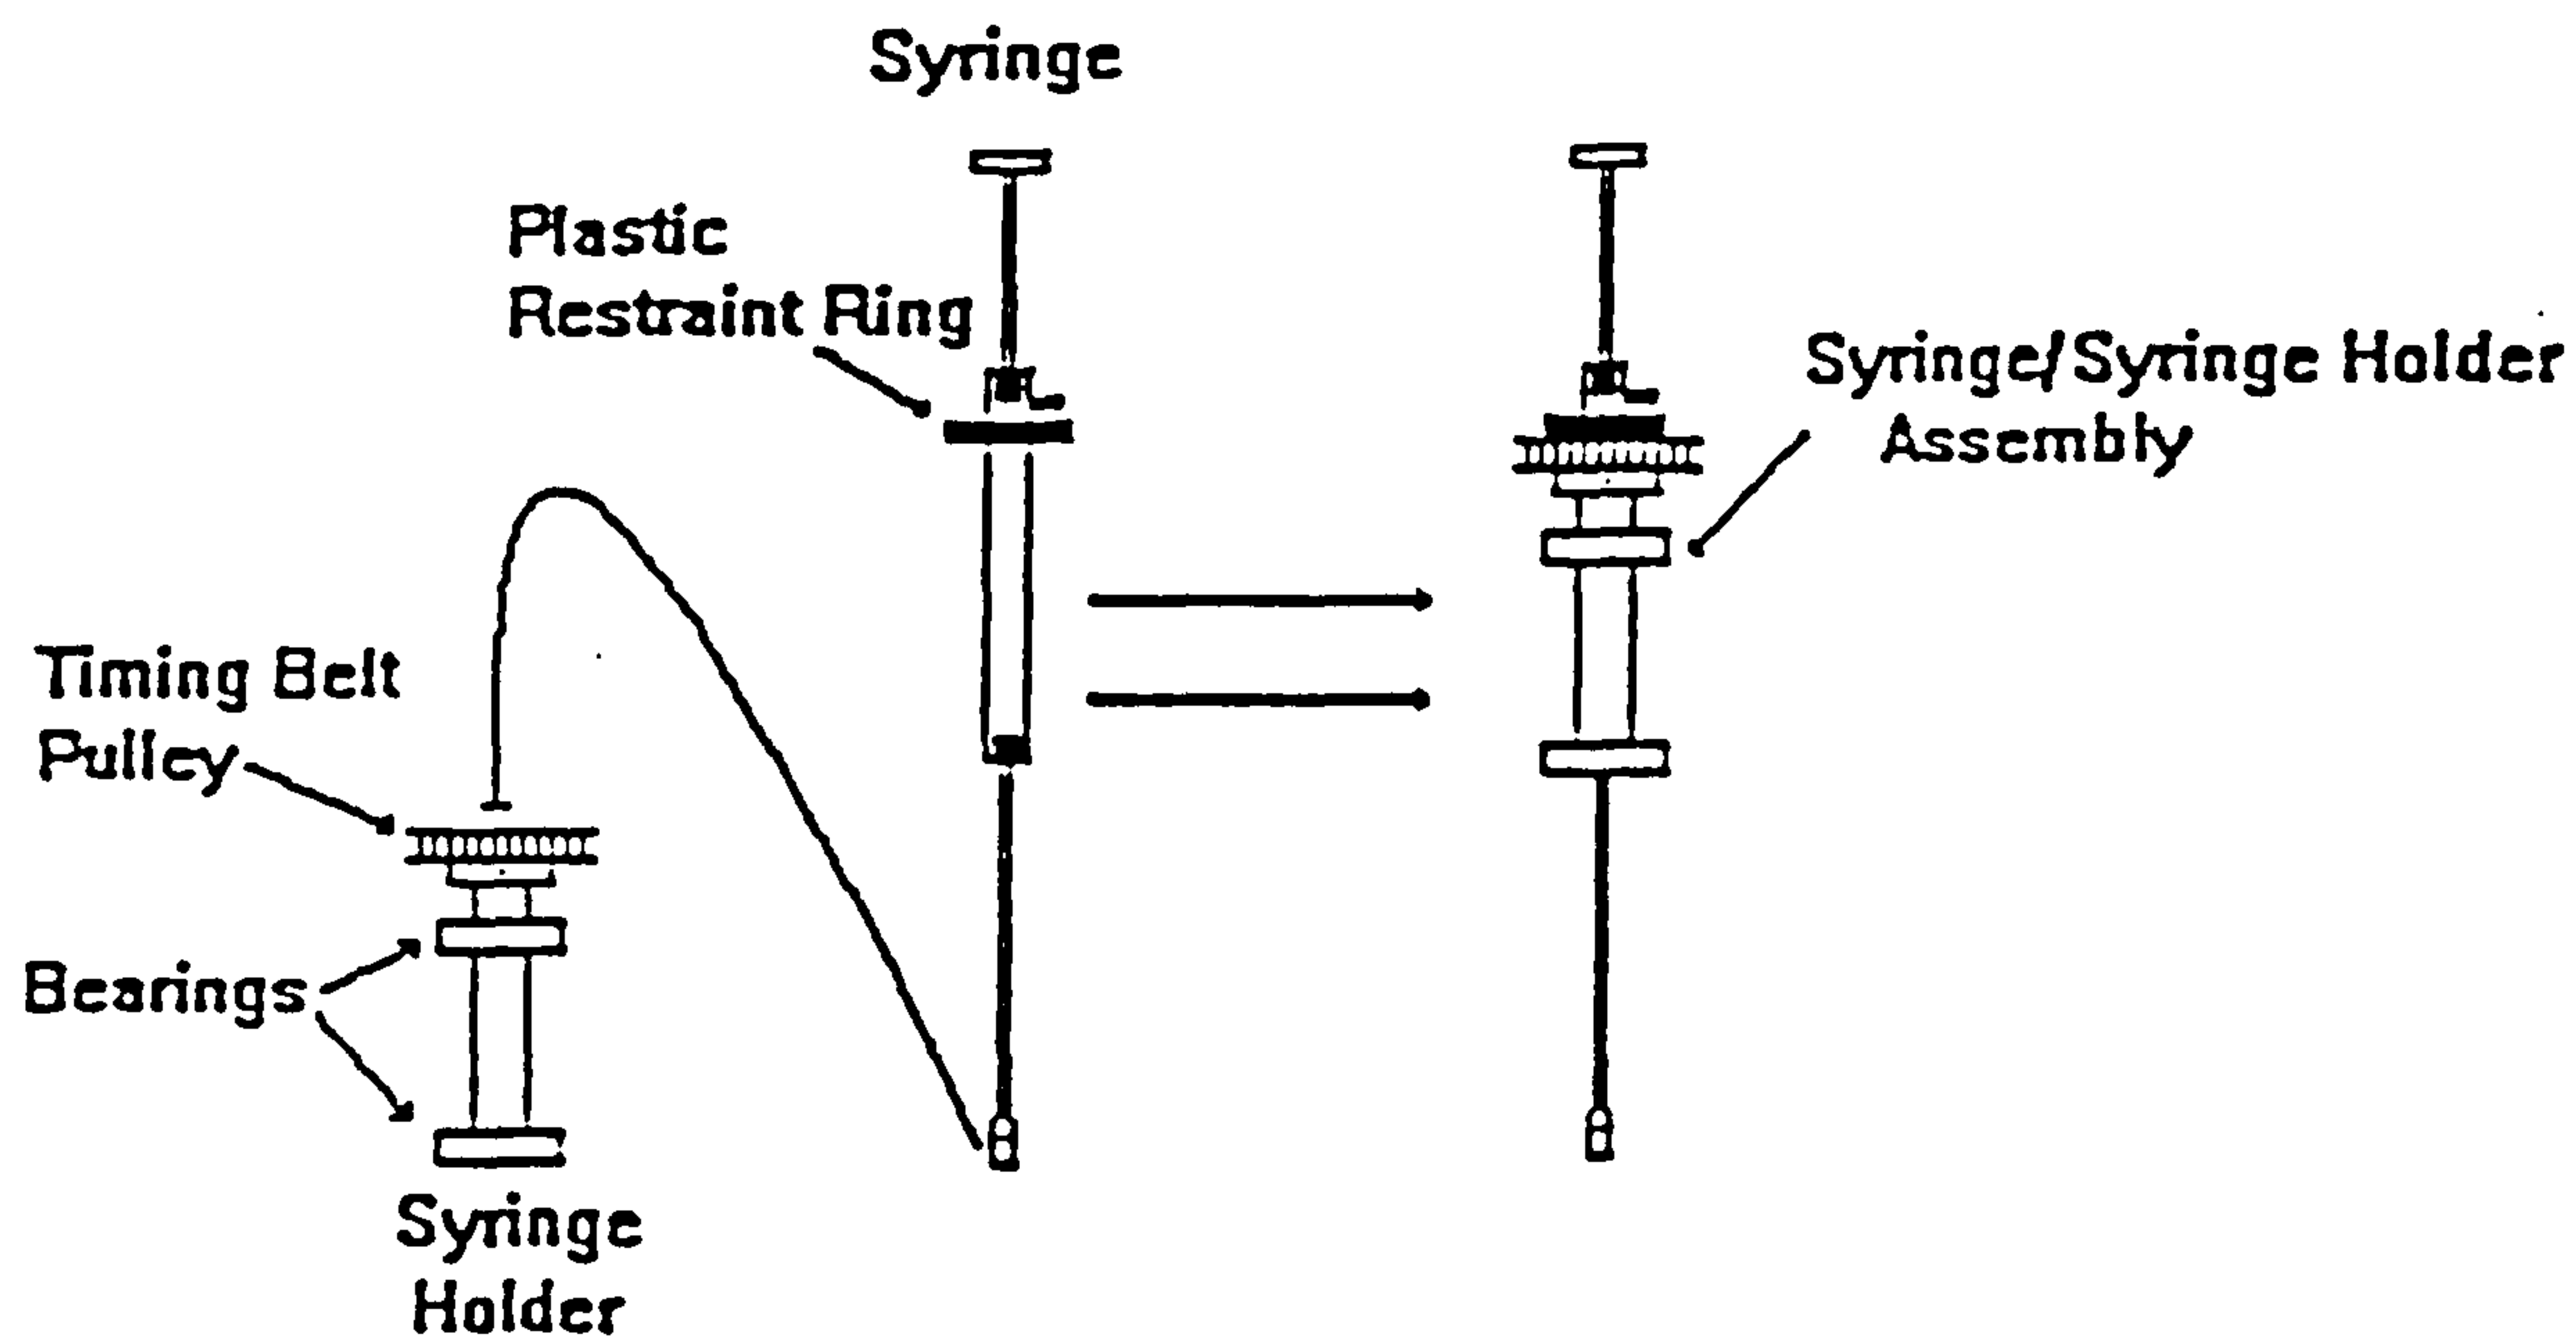 Syringe
Plastic
Restraint Ring
Syringe/Syringe Holder
Assembly
Timing Belt
Pulley
Bearings
Syringe
Holder